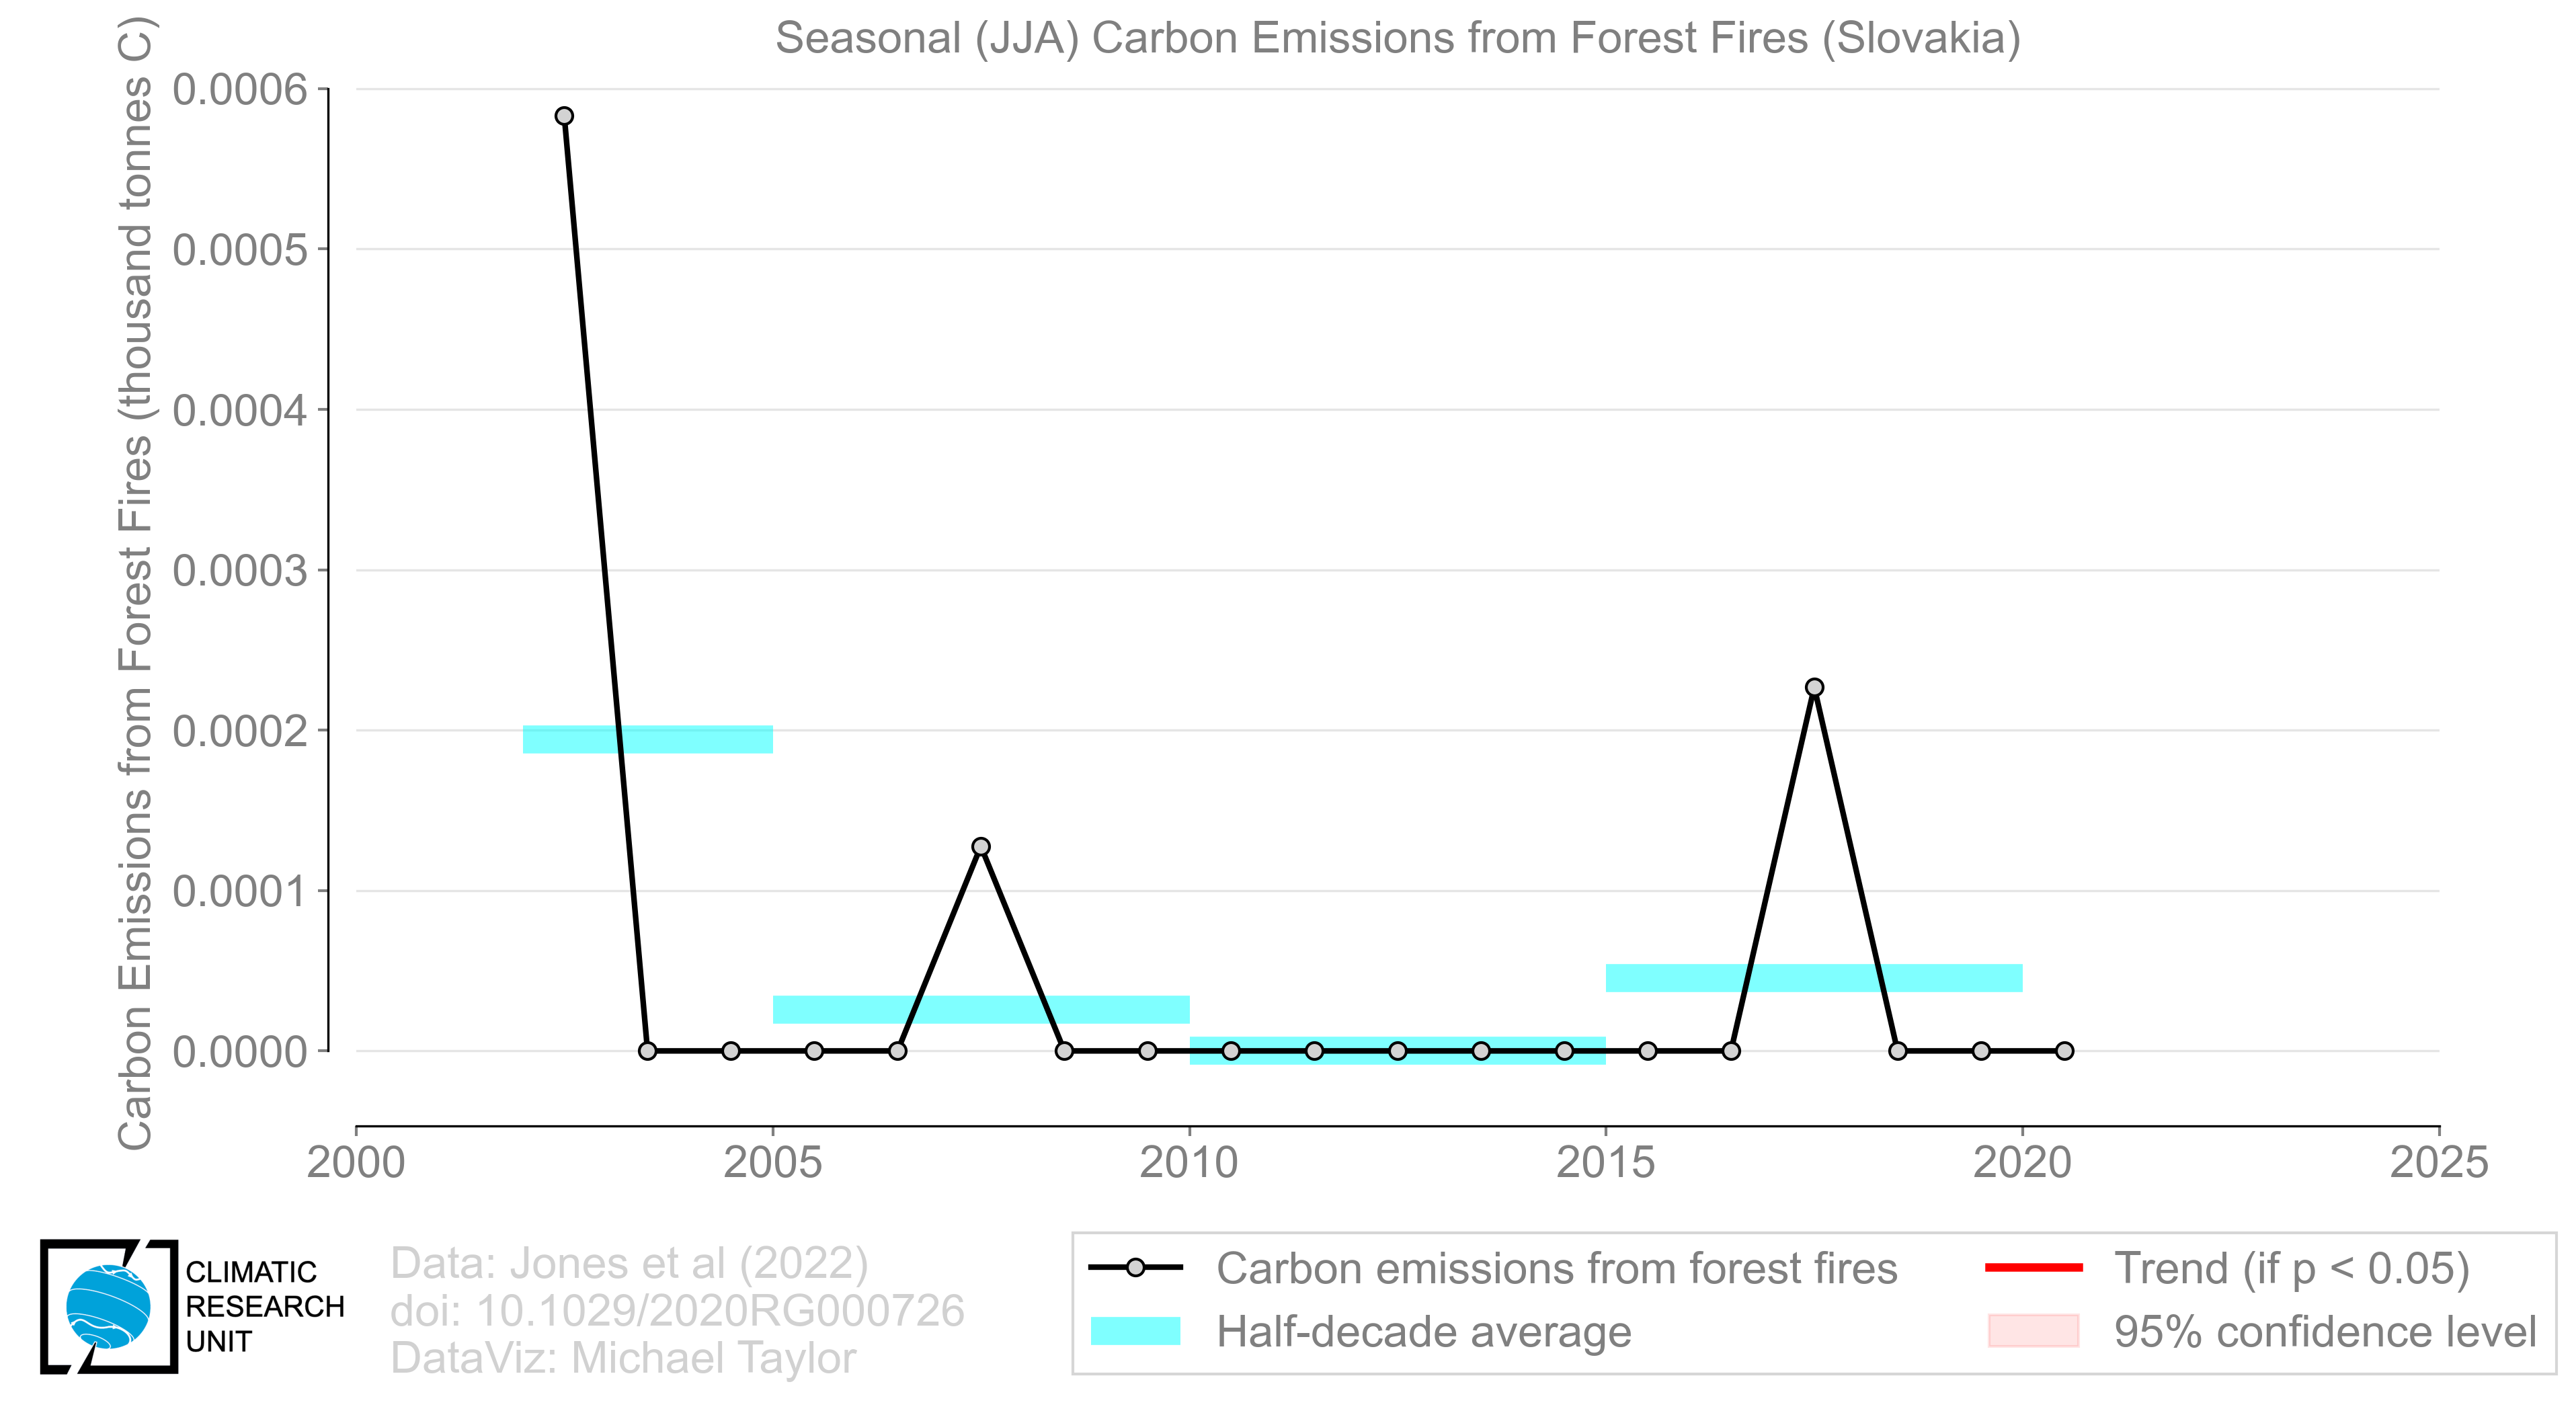 Seasonal (JJA) Carbon Emissions from Forest Fires (Slovakia)
Carbon Emissions from Forest Fires (thousand tonnes C)
0.0006
0.0005
0.0004
0.0003
0.0002
0.0001
0.0000
2000 2005 2010 2015 2020 2025
CLIMATIC
RESEARCH
UNIT
Data: Jones et al (2022)
doi: 10.1029/2020RG000726
DataViz: Michael Taylor
Carbon emissions from forest fires
Half-decade average
Trend (if p < 0.05)
95% confidence level